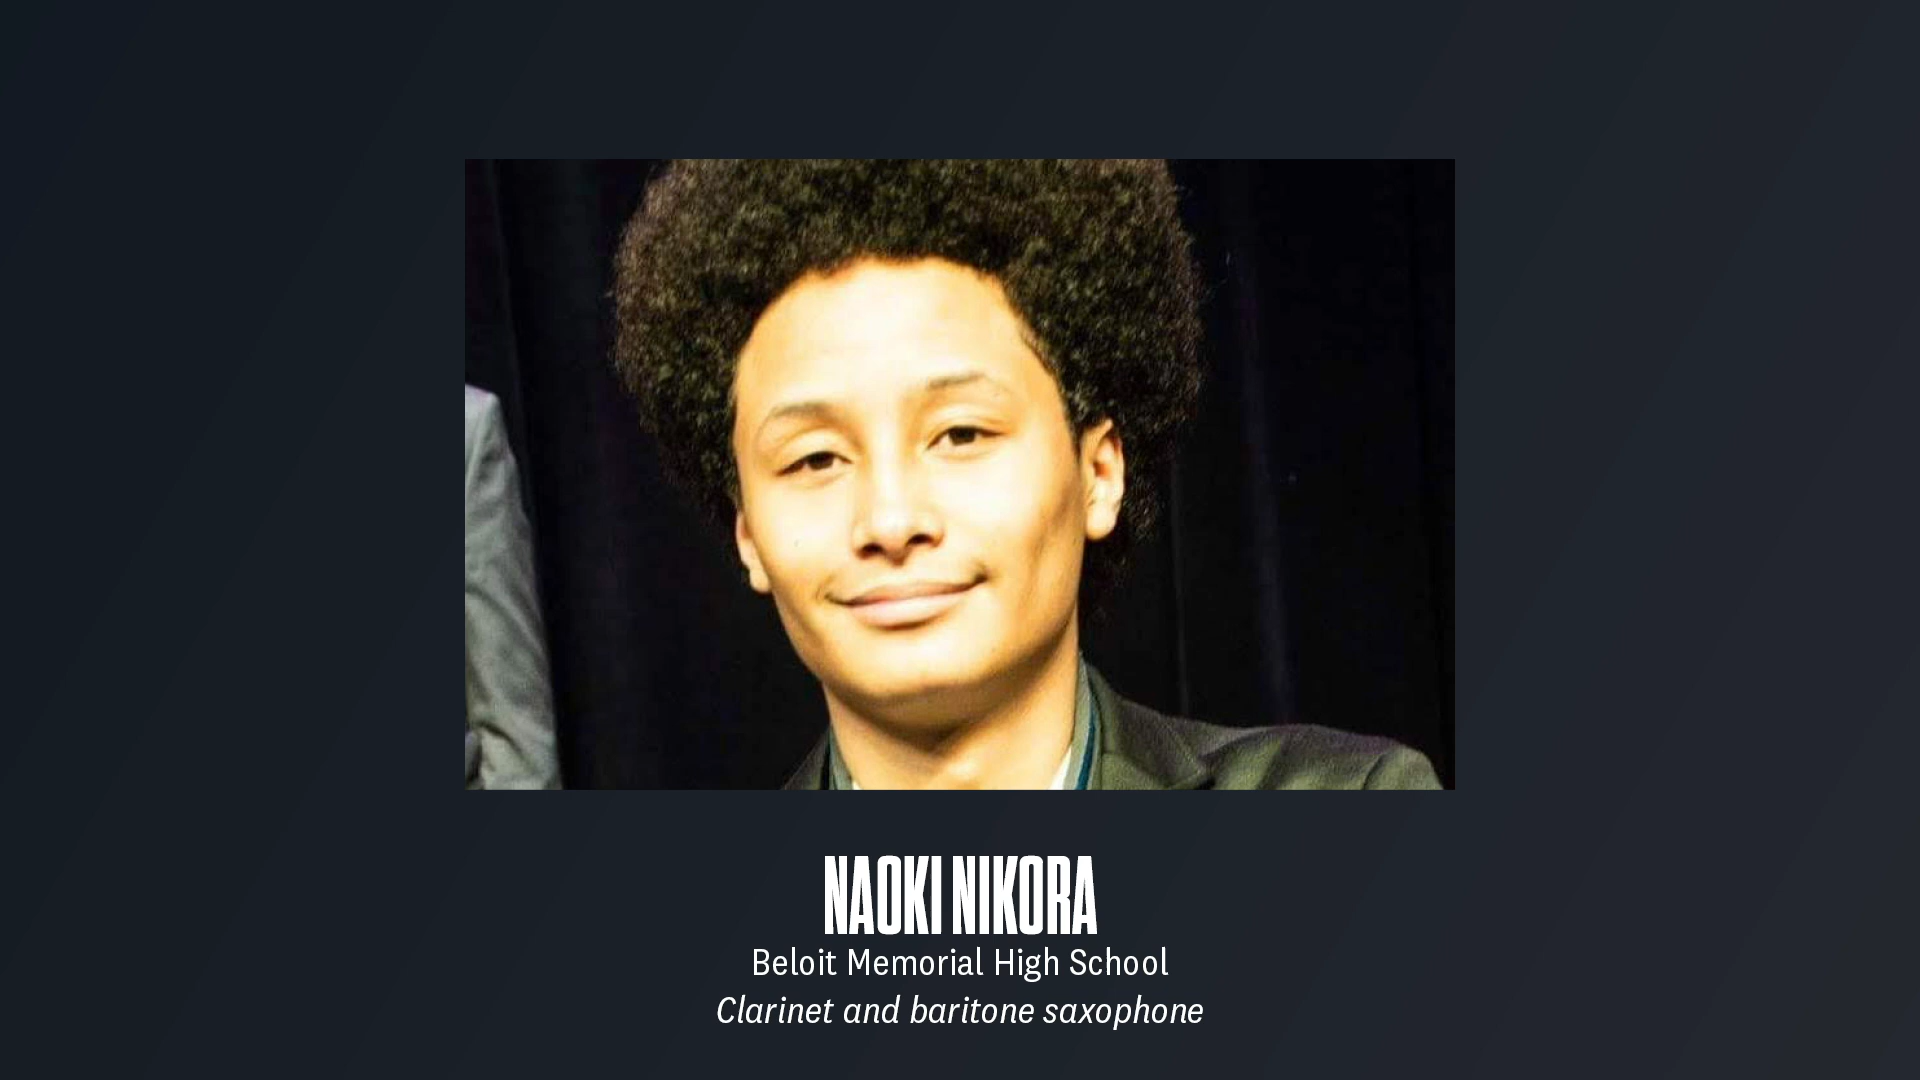 NAOKI NIKORA
Beloit Memorial High School
Clarinet and baritone saxophone